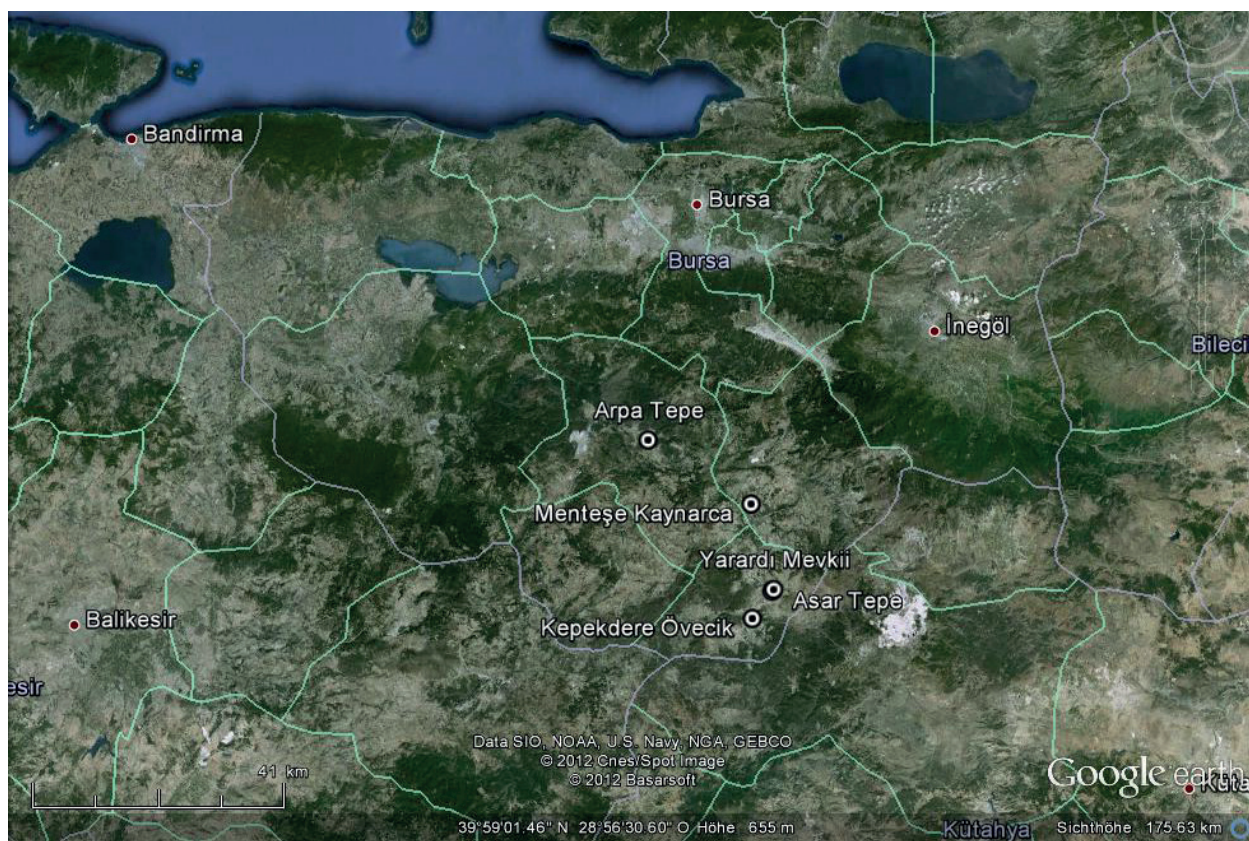 Bandirma
Bursa
Bursa
İnegöl
Bileci
Arpa Tepe
Menteşe Kaynarca
Yarardı Mevkii
Asar Tepe
Kepekdere Övecik
Balikesir
esir
Data SIO, NOAA, U.S. Navy, NGA, GEBCO
© 2012 Cnes/Spot Image
© 2012 Basarsoft
41 km
Google earth
Küta
39°59'01.46" N 28°56'30.60" O Höhe 655 m
Kütahya
Sichthöhe 175.63 km